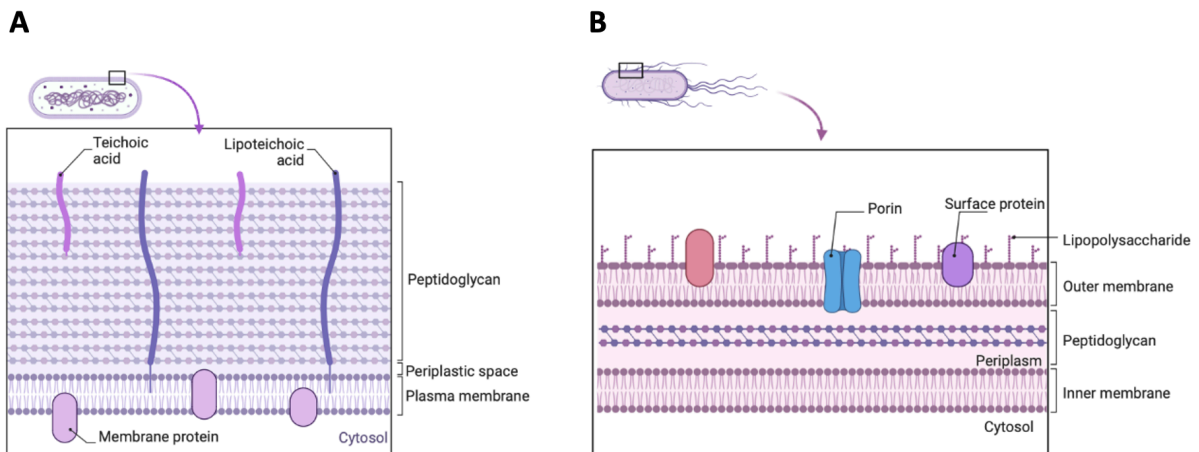 A
B
Teichoic
acid
Lipoteichoic
acid
Peptidoglycan
Periplastic space
Plasma membrane
Membrane protein
Cytosol
Porin
Surface protein
Lipopolysaccharide
Outer membrane
Peptidoglycan
Periplasm
Inner membrane
Cytosol